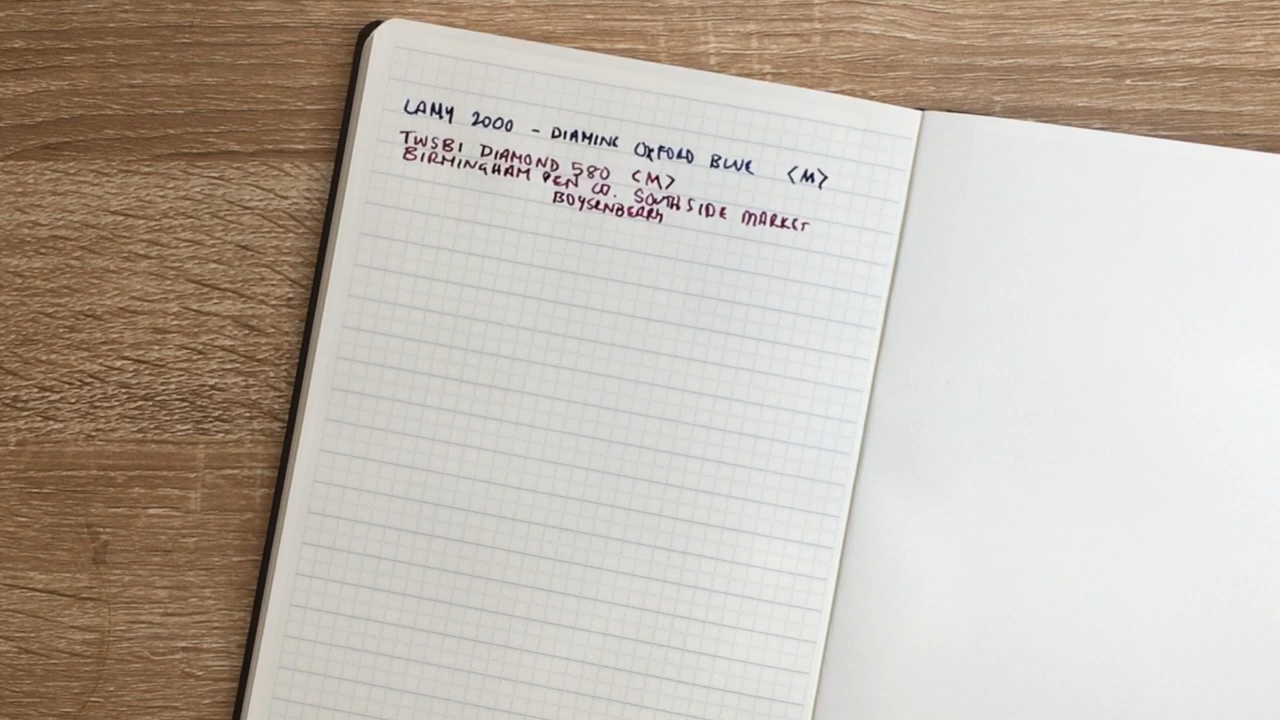 LAMY 2000 - DIAMINE OXFORD BLUE <M>
TWSBI DIAMOND 580 <M>
BIRMINGHAM PEN CO. SOUTHSIDE MARKET
BOYSENBERRY